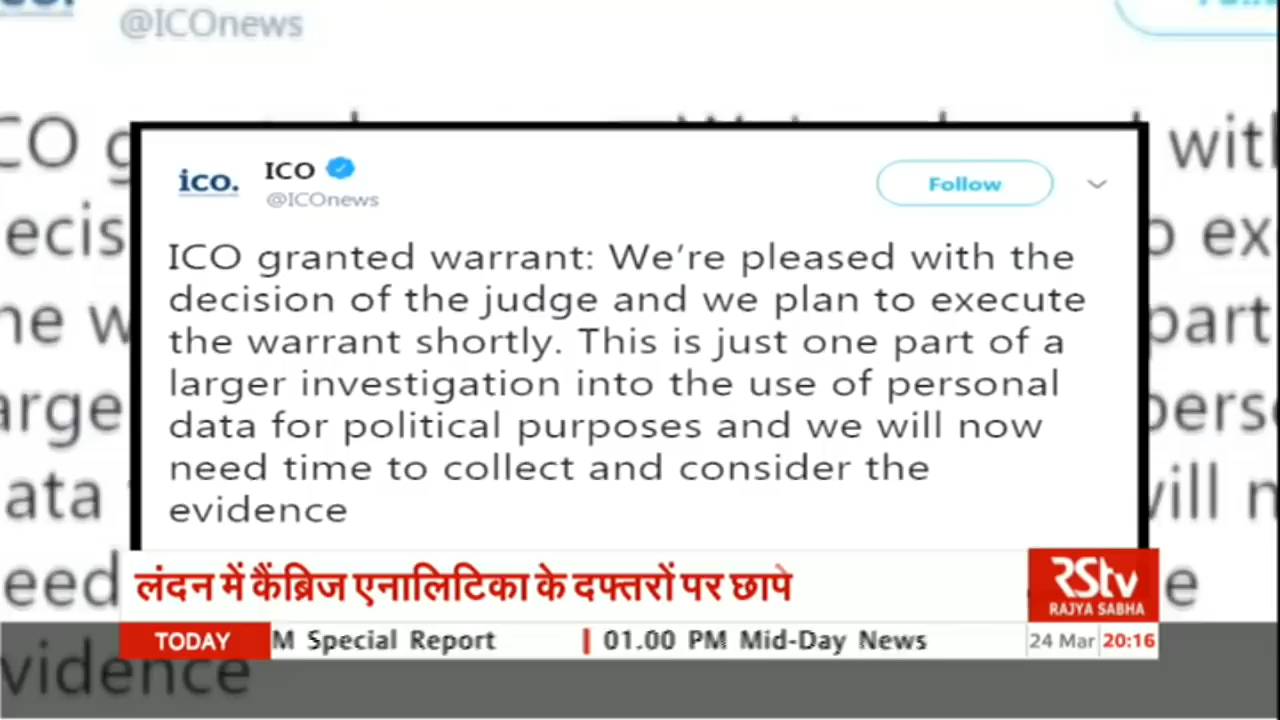 @ICOnews
ico.
ICO
@ICOnews
Follow
ICO granted warrant: We're pleased with the
decision of the judge and we plan to execute
the warrant shortly. This is just one part of a
larger investigation into the use of personal
data for political purposes and we will now
need time to collect and consider the
evidence
लंदन में कैंब्रिज एनालिटिका के दफ्तरों पर छापे
RStv
RAJYA SABHA
TODAY
M Special Report
01.00 PM Mid-Day News
24 Mar
20:16